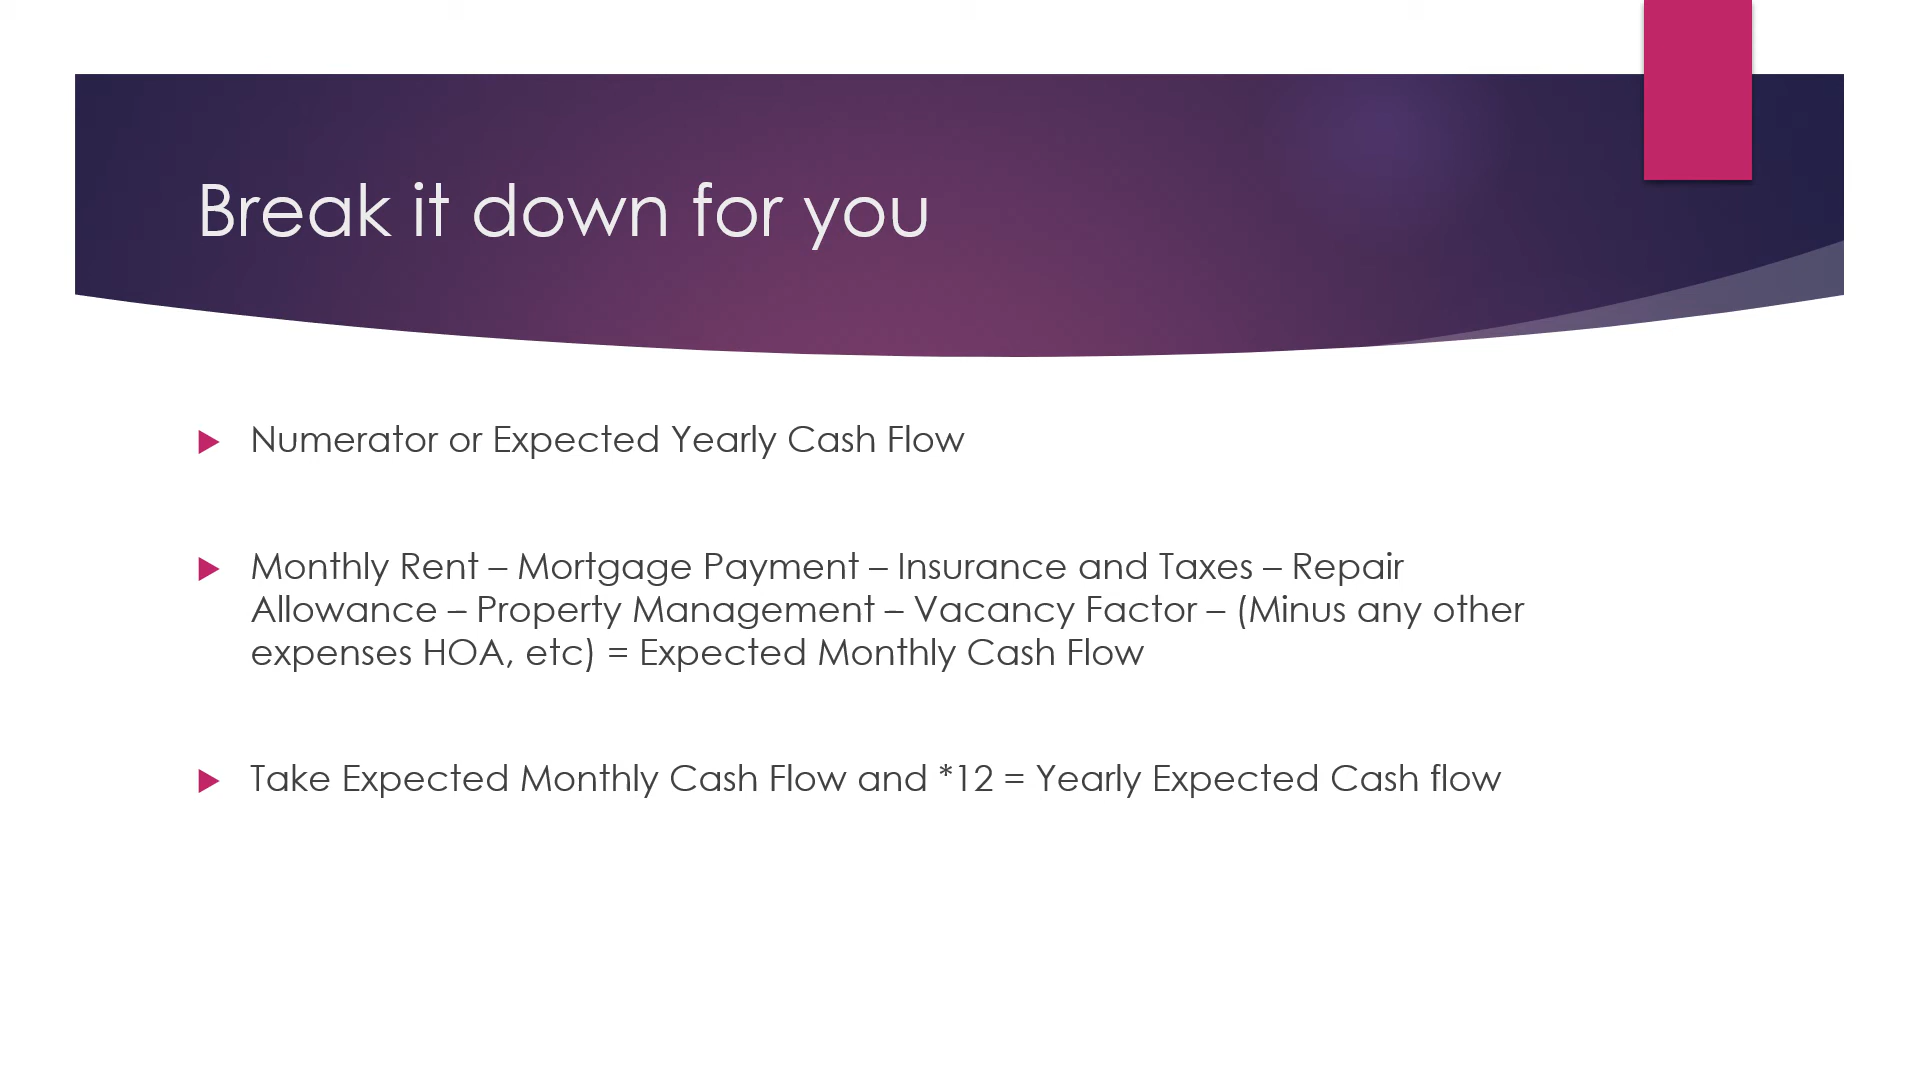 Break it down for you
Numerator or Expected Yearly Cash Flow
Monthly Rent – Mortgage Payment – Insurance and Taxes – Repair
Allowance – Property Management – Vacancy Factor – (Minus any other
expenses HOA, etc) = Expected Monthly Cash Flow
Take Expected Monthly Cash Flow and *12 = Yearly Expected Cash flow